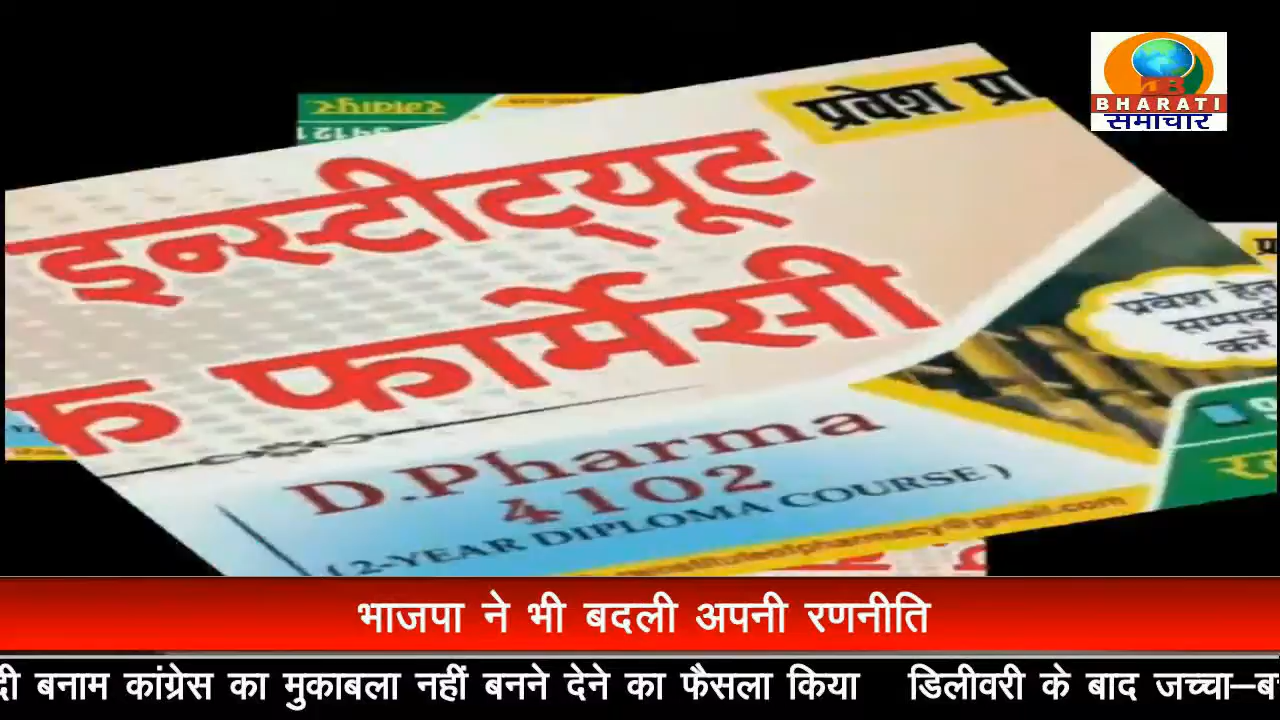 BHARATI
समाचार
प्रवेश
इन्स्टीट्यूट
फार्मेसी
D.Pharma
4102
(2-YEAR DIPLOMA COURSE)
प्रवेश हेतु
सम्पर्क
करें
भाजपा ने भी बदली अपनी रणनीति
बनाम कांग्रेस का मुकाबला नहीं बनने देने का फैसला किया डिलीवरी के बाद जच्चा–